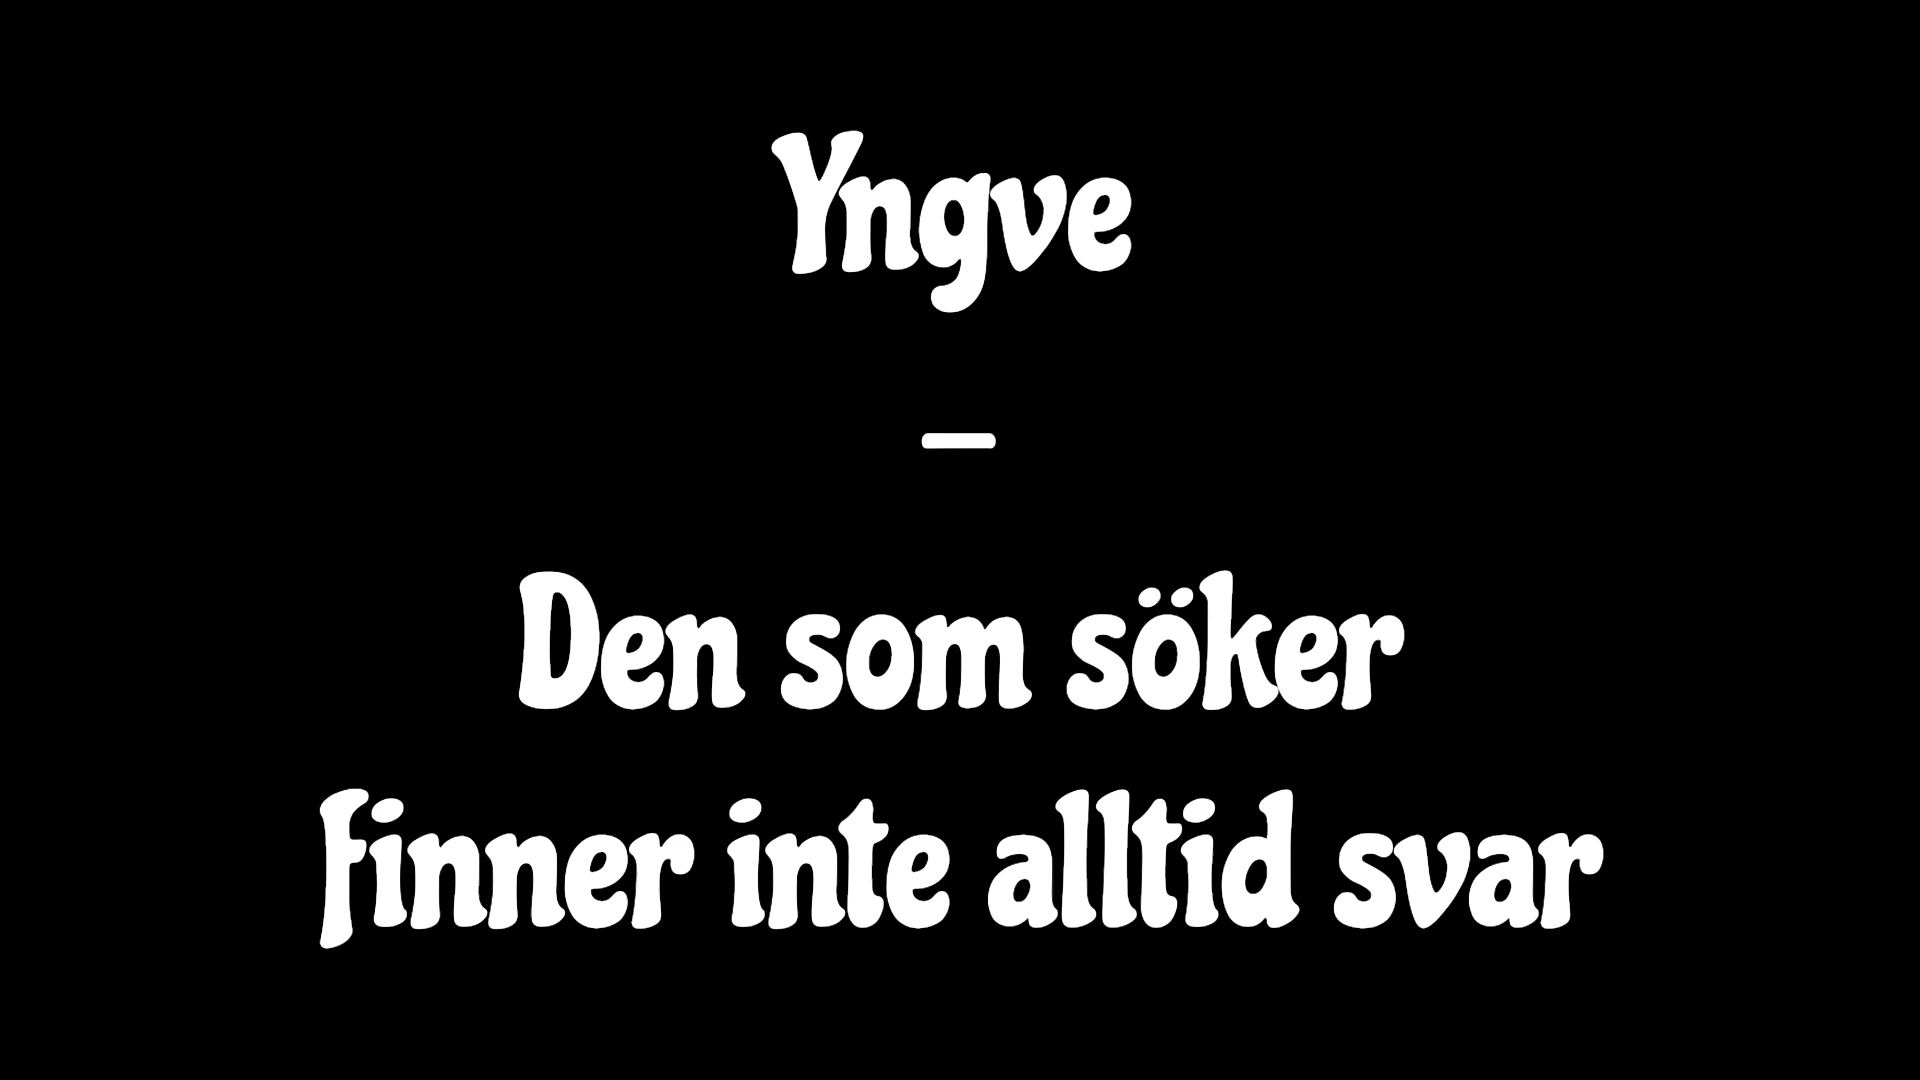 Yngve
–
Den som söker
finner inte alltid svar